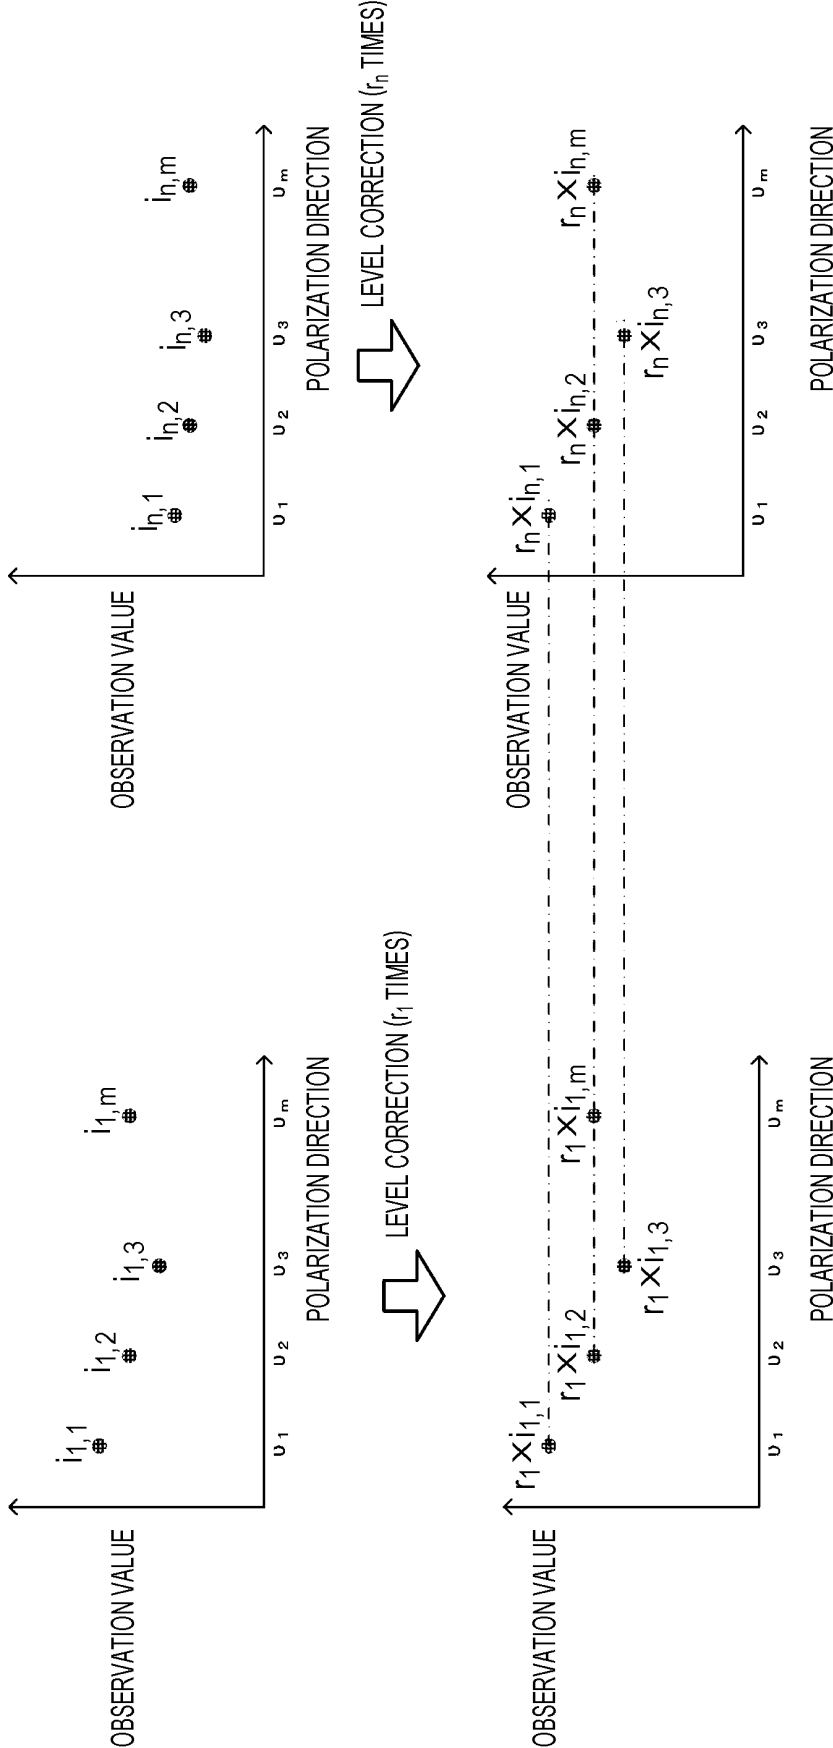 OBSERVATION VALUE
i1,1
i1,2
i1,3
i1,m
υ1 υ2 υ3 υm
POLARIZATION DIRECTION
OBSERVATION VALUE
in,1
in,2
in,3
in,m
υ1 υ2 υ3 υm
POLARIZATION DIRECTION
LEVEL CORRECTION (r1 TIMES)
LEVEL CORRECTION (rn TIMES)
OBSERVATION VALUE
r1×i1,1
r1×i1,2
r1×i1,3
r1×i1,m
υ1 υ2 υ3 υm
POLARIZATION DIRECTION
OBSERVATION VALUE
rn×in,1
rn×in,2
rn×in,3
rn×in,m
υ1 υ2 υ3 υm
POLARIZATION DIRECTION